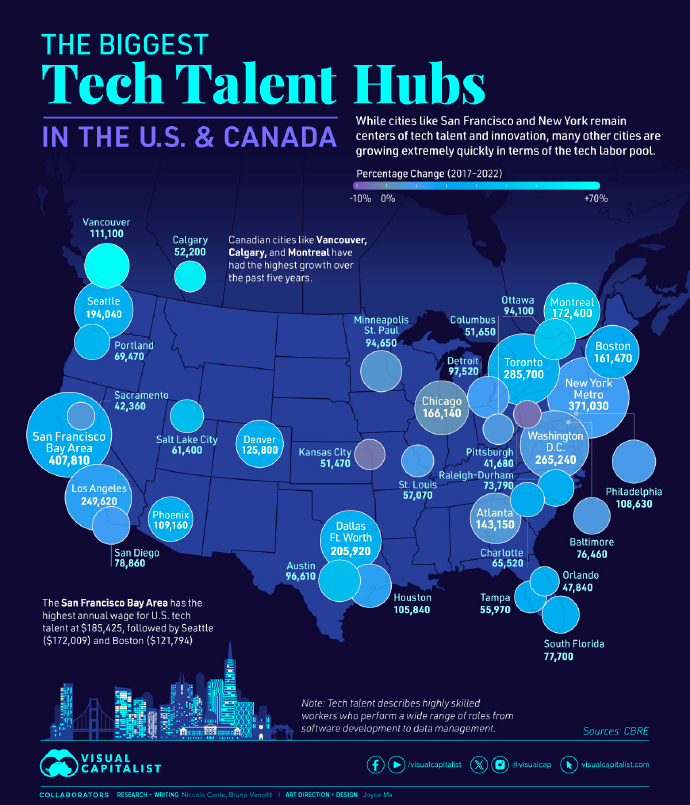 THE BIGGEST
Tech Talent Hubs
IN THE U.S. & CANADA
While cities like San Francisco and New York remain
centers of tech talent and innovation, many other cities are
growing extremely quickly in terms of the tech labor pool.
Percentage Change (2017–2022)
-10% 0% +70%
Vancouver
111,100
Calgary
52,200
Canadian cities like Vancouver,
Calgary, and Montreal have
had the highest growth over
the past five years.
Seattle
194,040
Portland
69,470
Minneapolis
St. Paul
94,650
Ottawa
94,100
Columbus
51,650
Montreal
172,400
Detroit
97,520
Toronto
285,700
Boston
161,470
New York
Metro
371,030
Sacramento
42,360
San Francisco
Bay Area
407,810
Salt Lake City
61,400
Denver
125,800
Chicago
166,140
Kansas City
51,470
St. Louis
57,070
Pittsburgh
41,680
Washington
D.C.
265,240
Raleigh-Durham
73,790
Philadelphia
108,630
Los Angeles
249,620
Phoenix
109,160
San Diego
78,860
Dallas
Ft. Worth
205,920
Atlanta
143,150
Charlotte
65,520
Baltimore
76,460
Austin
96,610
Houston
105,840
Orlando
47,840
Tampa
55,970
South Florida
77,700
The San Francisco Bay Area has the
highest annual wage for U.S. tech
talent at $185,425, followed by Seattle
($172,009) and Boston ($121,794)
Note: Tech talent describes highly skilled
workers who perform a wide range of roles from
software development to data management.
Sources: CBRE
VISUAL
CAPITALIST
/visualcapitalist @visualcap visualcapitalist.com
COLLABORATORS RESEARCH + WRITING Niccolo Conte, Bruno Venditti | ART DIRECTION + DESIGN Joyce Ma